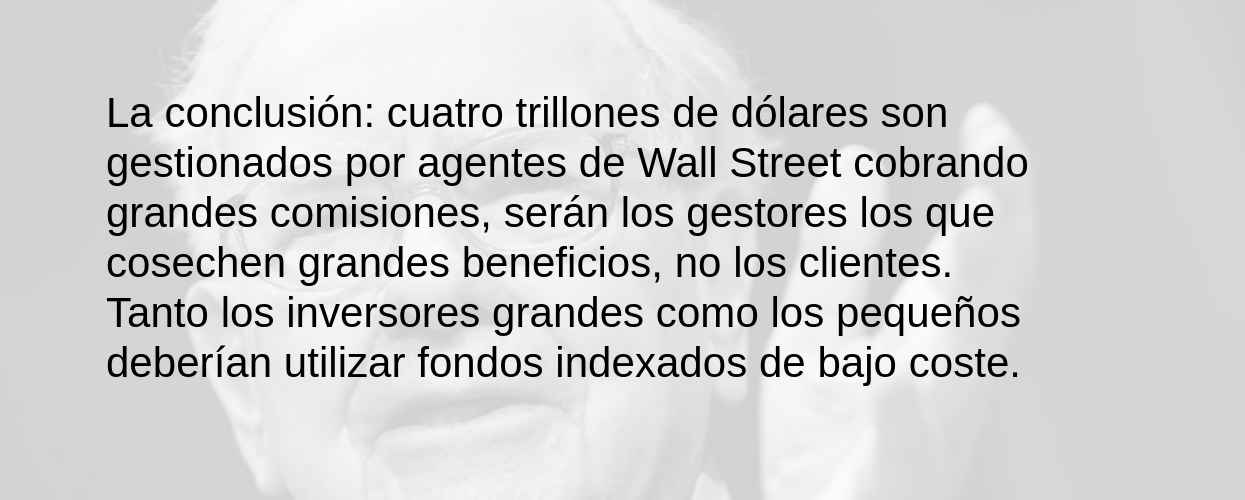 La conclusión: cuatro trillones de dólares son
gestionados por agentes de Wall Street cobrando
grandes comisiones, serán los gestores los que
cosechen grandes beneficios, no los clientes.
Tanto los inversores grandes como los pequeños
deberían utilizar fondos indexados de bajo coste.